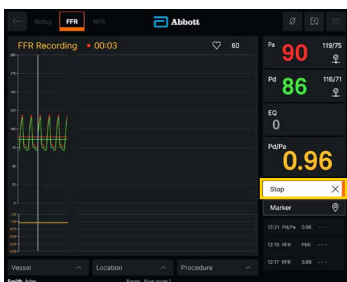 Setup FFR RFR Abbott EQ
FFR Recording • 00:03 60
Pa 90 119/75
Pd 86 116/71
EQ
0
Pd/Pa
0.96
Stop
Marker
12:21 Pd/Pa 0.96 ---
12:19 RFR ---
12:17 RFR 0.89 ---
Vessel Location Procedure